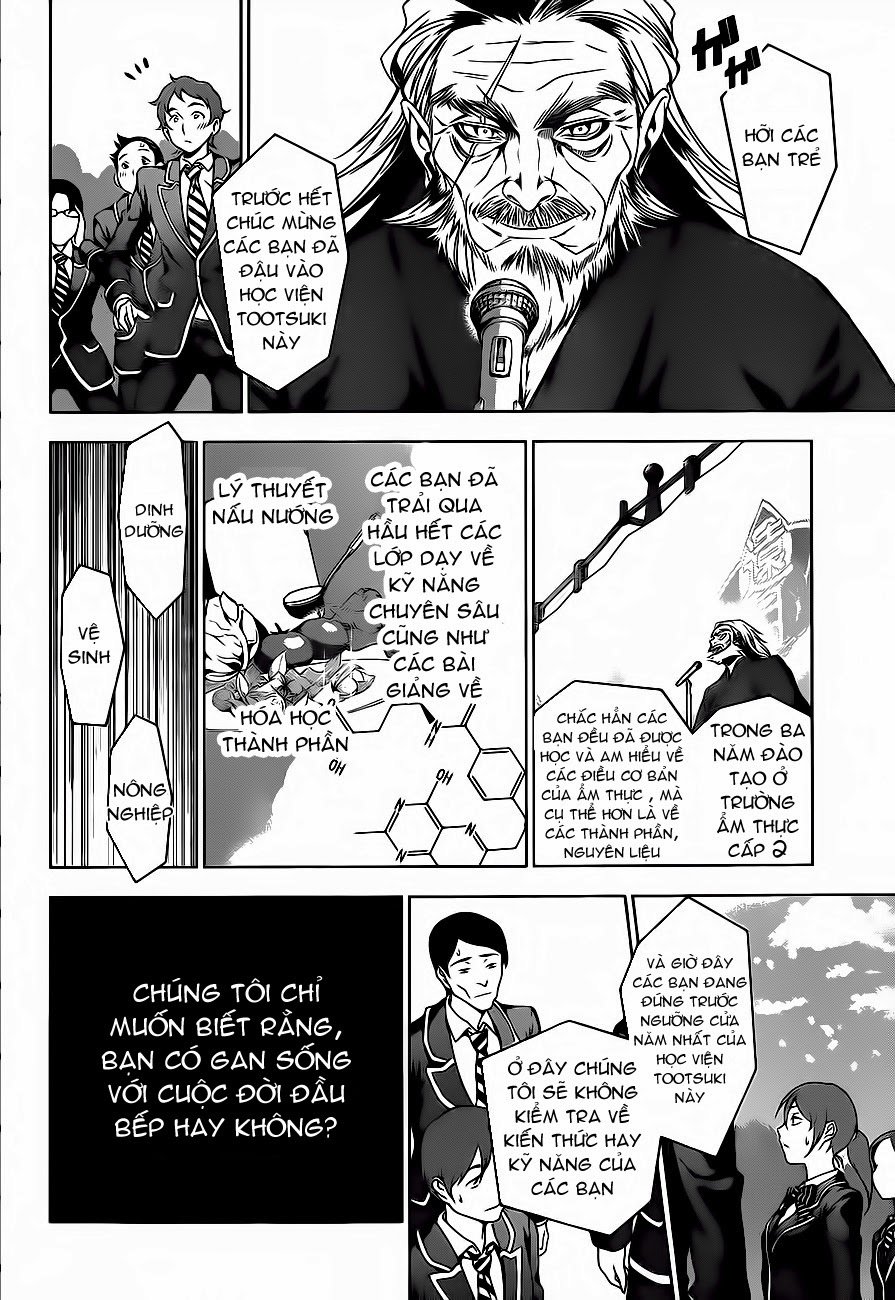 ガガ
HỠI CÁC
BẠN TRẺ
TRƯỚC HẾT
CHÚC MỪNG
CÁC BẠN ĐÃ
ĐẬU VÀO
HỌC VIỆN
TOOTSUKI
NÀY
TRONG BA
NĂM ĐÀO
TẠO Ở
TRƯỜNG
ẨM THỰC
CẤP 2
CHẮC HẲN CÁC
BẠN ĐỀU ĐÃ ĐƯỢC
HỌC VÀ AM HIỂU VỀ
CÁC ĐIỀU CƠ BẢN
CỦA ẨM THỰC , MÀ
CỤ THỂ HƠN LÀ VỀ
CÁC THÀNH PHẦN,
NGUYÊN LIỆU
CÁC BẠN ĐÃ
TRẢI QUA
HẦU HẾT CÁC
LỚP DẠY VỀ
KỸ NĂNG
CHUYÊN SÂU
CŨNG NHƯ
CÁC BÀI
GIẢNG VỀ
LÝ THUYẾT
NẤU NƯỚNG
HÓA HỌC
THÀNH PHẦN
OH
N
H
O
OH
N
N
N
N
DINH
DƯỠNG
VỆ
SINH
NÔNG
NGHIỆP
VÀ GIỜ ĐÂY
CÁC BẠN ĐANG
ĐỨNG TRƯỚC
NGƯỠNG CỬA
NĂM NHẤT CỦA
HỌC VIỆN
TOOTSUKI
NÀY
Ở ĐÂY CHÚNG
TÔI SẼ KHÔNG
KIỂM TRA VỀ
KIẾN THỨC HAY
KỸ NĂNG CỦA
CÁC BẠN
CHÚNG TÔI CHỈ
MUỐN BIẾT RẰNG,
BẠN CÓ GAN SỐNG
VỚI CUỘC ĐỜI ĐẦU
BẾP HAY KHÔNG?